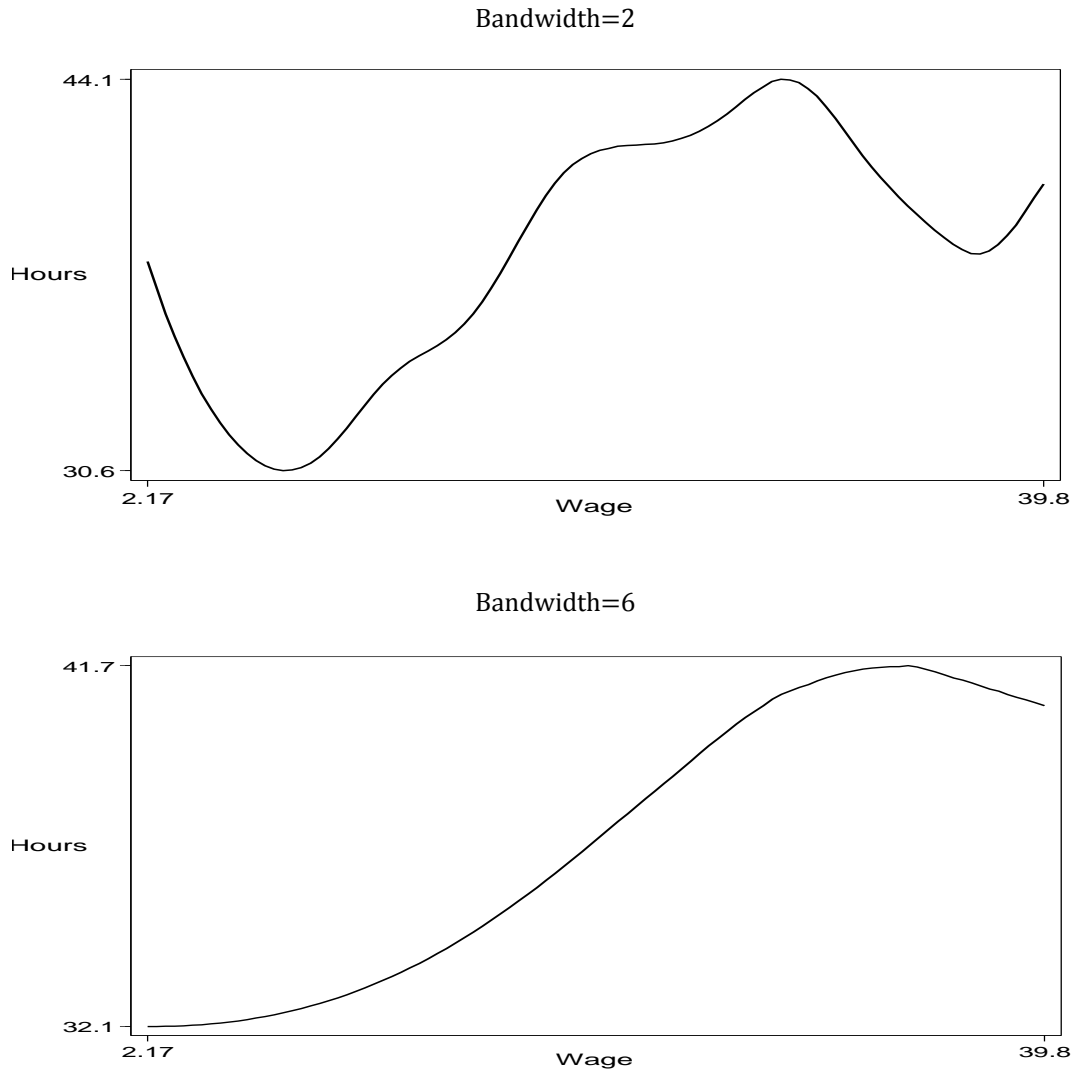 Bandwidth=2
44.1
Hours
30.6
2.17
39.8
Wage
Bandwidth=6
41.7
Hours
32.1
2.17
39.8
Wage